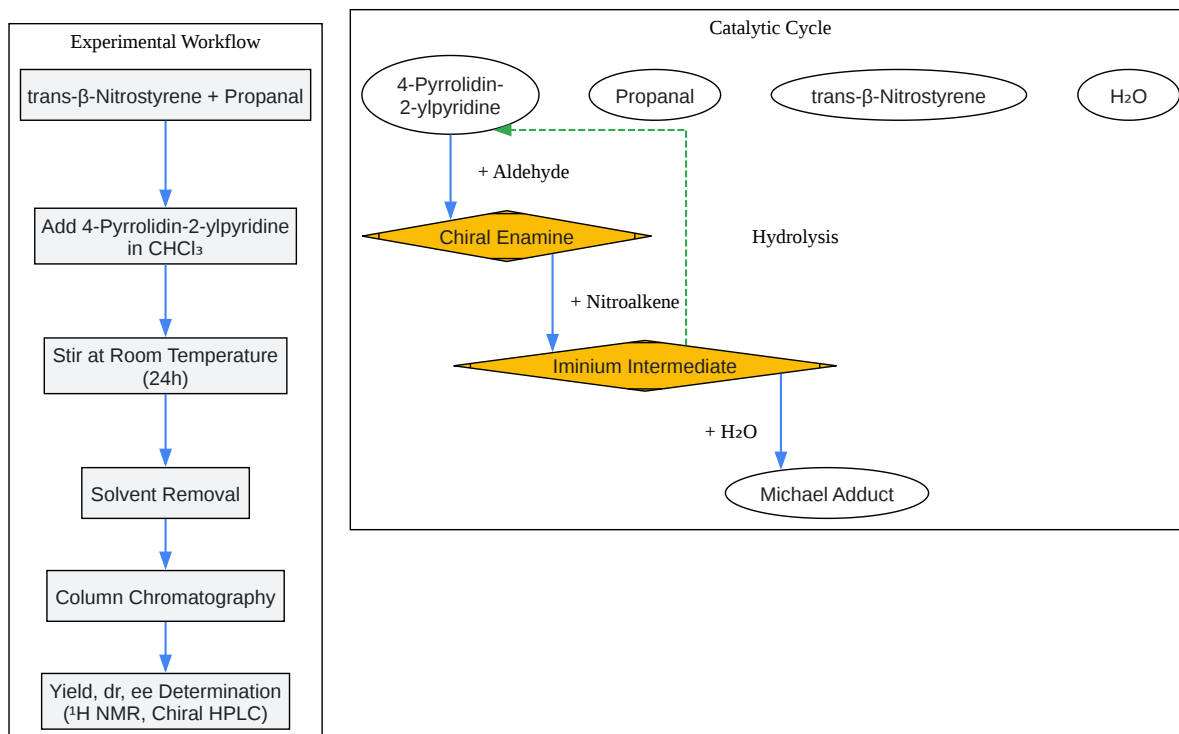 Experimental Workflow
trans-β-Nitrostyrene + Propanal
Add 4-Pyrrolidin-2-ylpyridine
in CHCl₃
Stir at Room Temperature
(24h)
Solvent Removal
Column Chromatography
Yield, dr, ee Determination
(¹H NMR, Chiral HPLC)
Catalytic Cycle
4-Pyrrolidin-
2-ylpyridine
Propanal
trans-β-Nitrostyrene
H₂O
+ Aldehyde
Chiral Enamine
Hydrolysis
+ Nitroalkene
Iminium Intermediate
+ H₂O
Michael Adduct